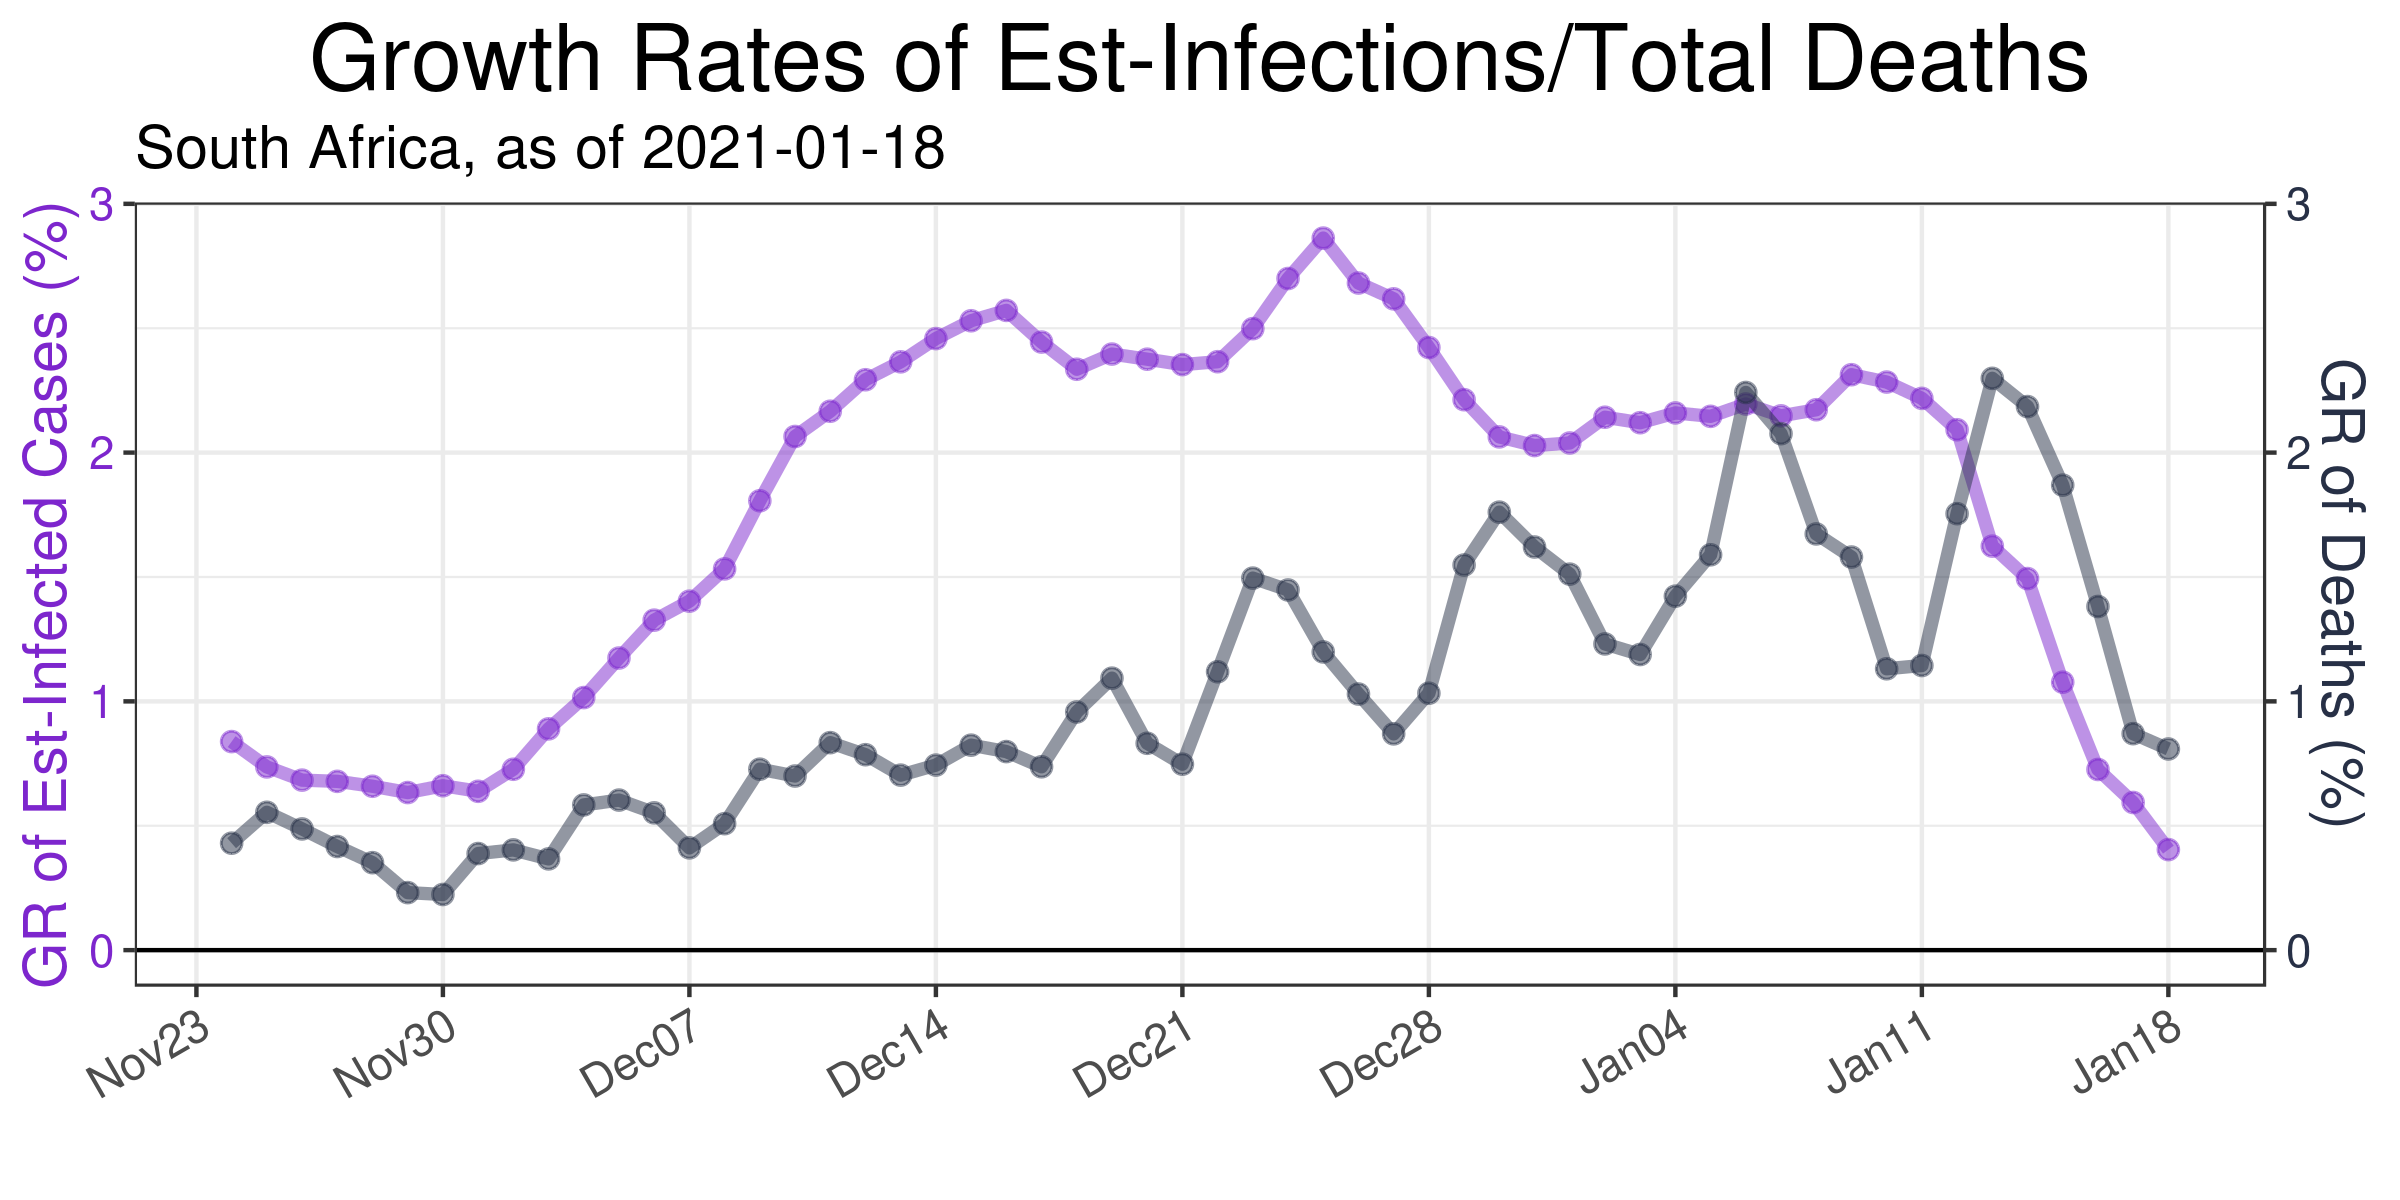 Growth Rates of Est-Infections/Total Deaths
South Africa, as of 2021-01-18
GR of Est-Infected Cases (%)
3
2
1
0
3
2
1
0
GR of Deaths (%)
Nov23
Nov30
Dec07
Dec14
Dec21
Dec28
Jan04
Jan11
Jan18